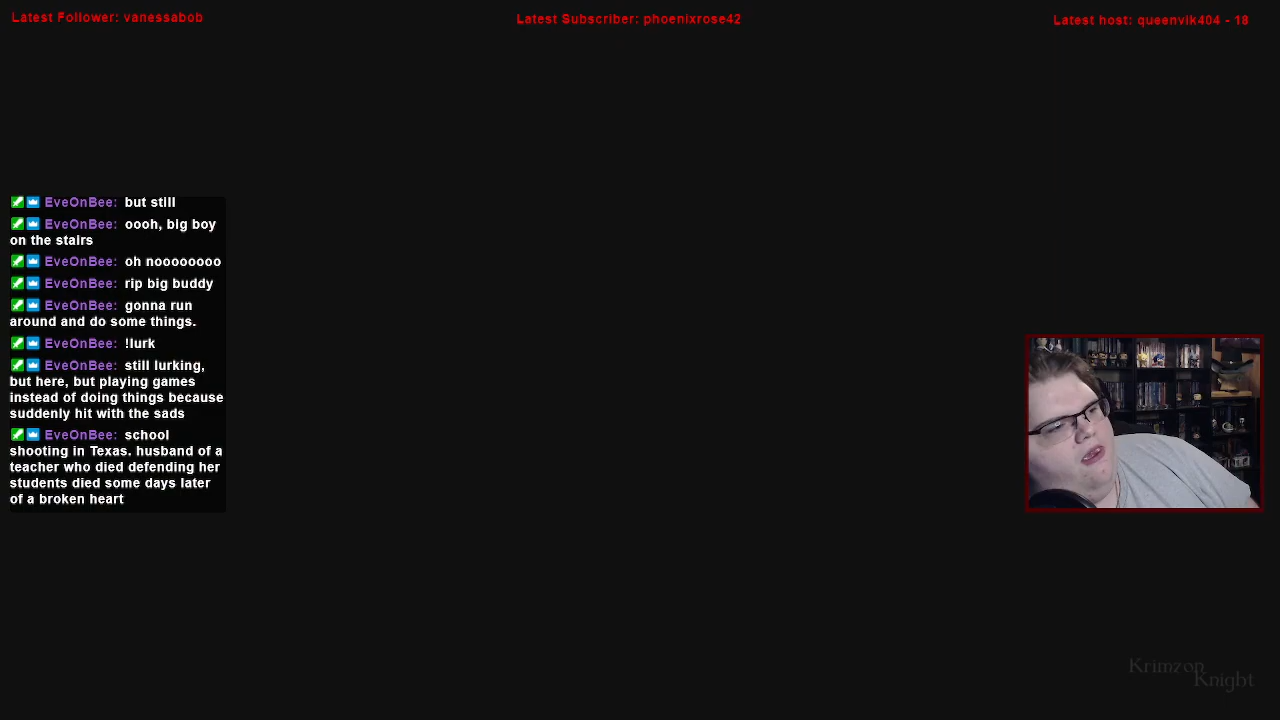 Latest Follower: vanessabob
Latest Subscriber: phoenixrose42
Latest host: queenvik404 - 18
EveOnBee: but still
EveOnBee: oooh, big boy
on the stairs
EveOnBee: oh noooooooo
EveOnBee: rip big buddy
EveOnBee: gonna run
around and do some things.
EveOnBee: !lurk
EveOnBee: still lurking,
but here, but playing games
instead of doing things because
suddenly hit with the sads
EveOnBee: school
shooting in Texas. husband of a
teacher who died defending her
students died some days later
of a broken heart
Krimzon
Knight